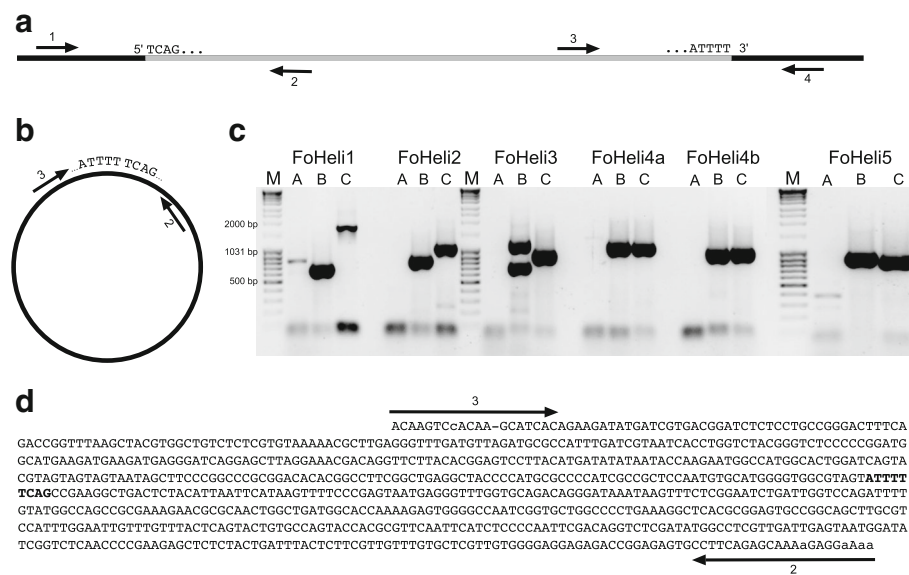 a
1
5' TCAG...
3
...ATTTT 3'
2
4
b
3
...ATTTT TCAG...
2
c
FoHeli1 FoHeli2 FoHeli3 FoHeli4a FoHeli4b FoHeli5
M A B C A B C M A B C A B C A B C M A B C
2000 bp
1031 bp
500 bp
d
3
ACAAGTCcACAA-GCATCACAGAAGATATGATCGTGACGGATCTCTCCTGCCGGGACTTTCA
GACCGGTTTAAGCTACGTGGCTGTCTCTCGTGTAAAAACGCTTGAGGGTTTGATGTTAGATGCGCCATTTGATCGTAATCACCTGGTCTACGGGTCTCCCCCGGATG
GGCATGAAGATGAAGATGAGGGATCAGGAGCTTAGGAAACGACAGGTTCTTACACGGAGTCCTTACATGATATATAATACCAAGAATGGCCATGGCACTGGATCAGTA
CGTAGTAGTAGTAATAGCTTCCCGGCCCGCGGACACACGGCCTTCGGCTGAGGCTACCCCATGCGCCCCATCGCCGCTCCAATGTGCATGGGGTGGCGTAGTATTTT
TCAGCCGAAGGCTGACTCTACATTAATTCATAAGTTTTCCCGAGTAATGAGGGTTTGGTGCAGACAGGGATAAATAAGTTTCTCGGAATCTGATTGGTCCAGATTTT
GTATGGCCAGCCGCGAAAGAACGCGCAACTGGCTGATGGCACCAAAAGAGTGGGGCCAATCGGTGCTGGCCCCTGAAAGGCTCACGCGGAGTGCCGGCAGCTTGCGT
CCATTTGGAATTGTTTGTTTACTCAGTACTGTGCCAGTACCACGCGTTCAATTCATCTCCCCAATTCGACAGGTCTCGATATGGCCTCGTTGATTGAGTAATGGATA
TCGGTCTCAACCCCGAAGAGCTCTCTACTGATTTACTCTTCGTTGTTTGTGCTCGTTGTGGGGAGGAGAGACCGGAGAGTGCCTTCAGAGCAAAaGAGGaAaa
2